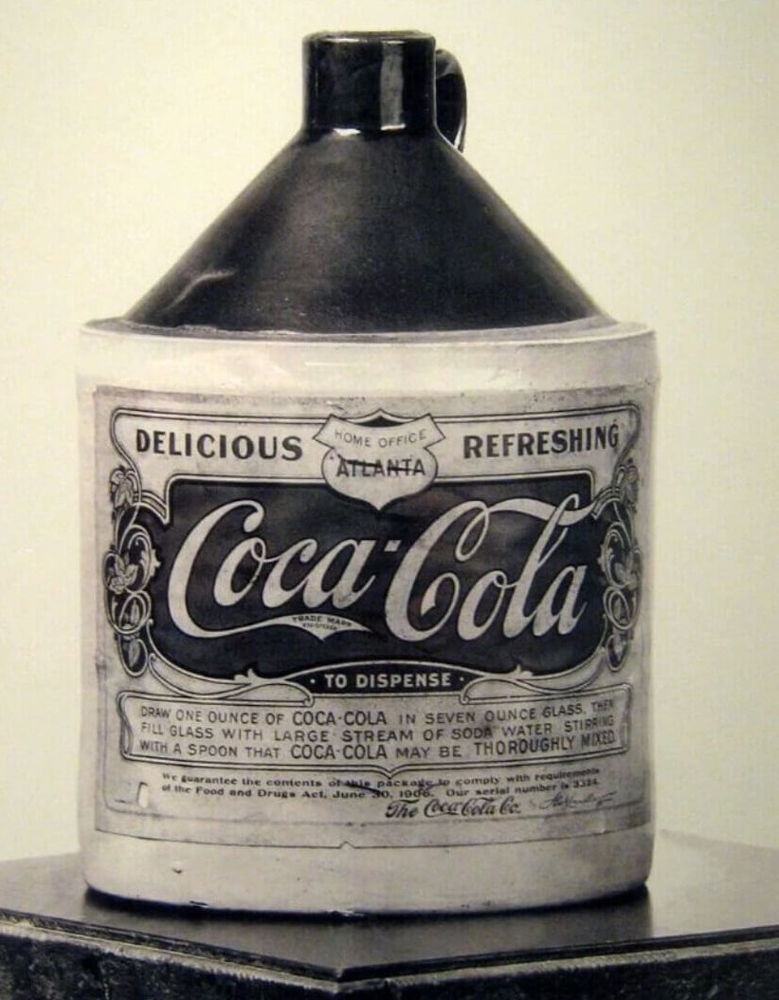 DELICIOUS HOME OFFICE REFRESHING
ATLANTA
Coca-Cola
TRADE MARK
REGISTERED
· TO DISPENSE ·
DRAW ONE OUNCE OF COCA-COLA IN SEVEN OUNCE GLASS, THEN
FILL GLASS WITH LARGE STREAM OF SODA WATER STIRRING
WITH A SPOON THAT COCA-COLA MAY BE THOROUGHLY MIXED.
We guarantee the contents of this package to comply with requirements
of the Food and Drugs Act, June 30, 1906. Our serial number is 3324.
The Coca-Cola Co.